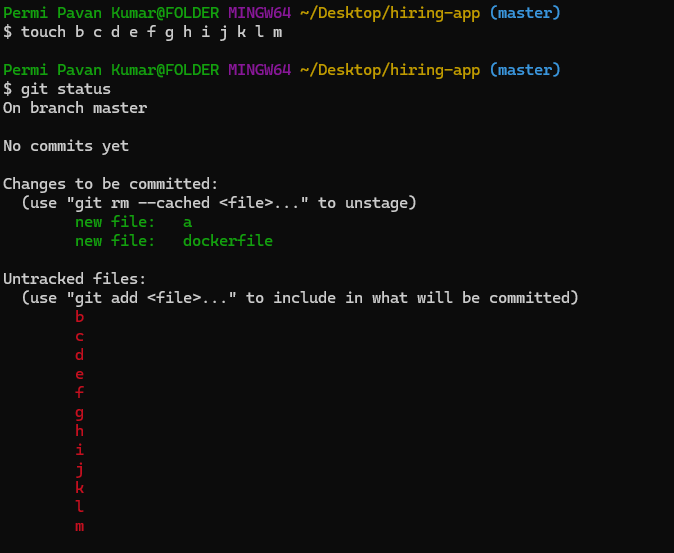 Permi Pavan Kumar@FOLDER MINGW64 ~/Desktop/hiring-app (master)
$ touch b c d e f g h i j k l m
Permi Pavan Kumar@FOLDER MINGW64 ~/Desktop/hiring-app (master)
$ git status
On branch master
No commits yet
Changes to be committed:
  (use "git rm --cached <file>..." to unstage)
        new file:   a
        new file:   dockerfile
Untracked files:
  (use "git add <file>..." to include in what will be committed)
        b
        c
        d
        e
        f
        g
        h
        i
        j
        k
        l
        m